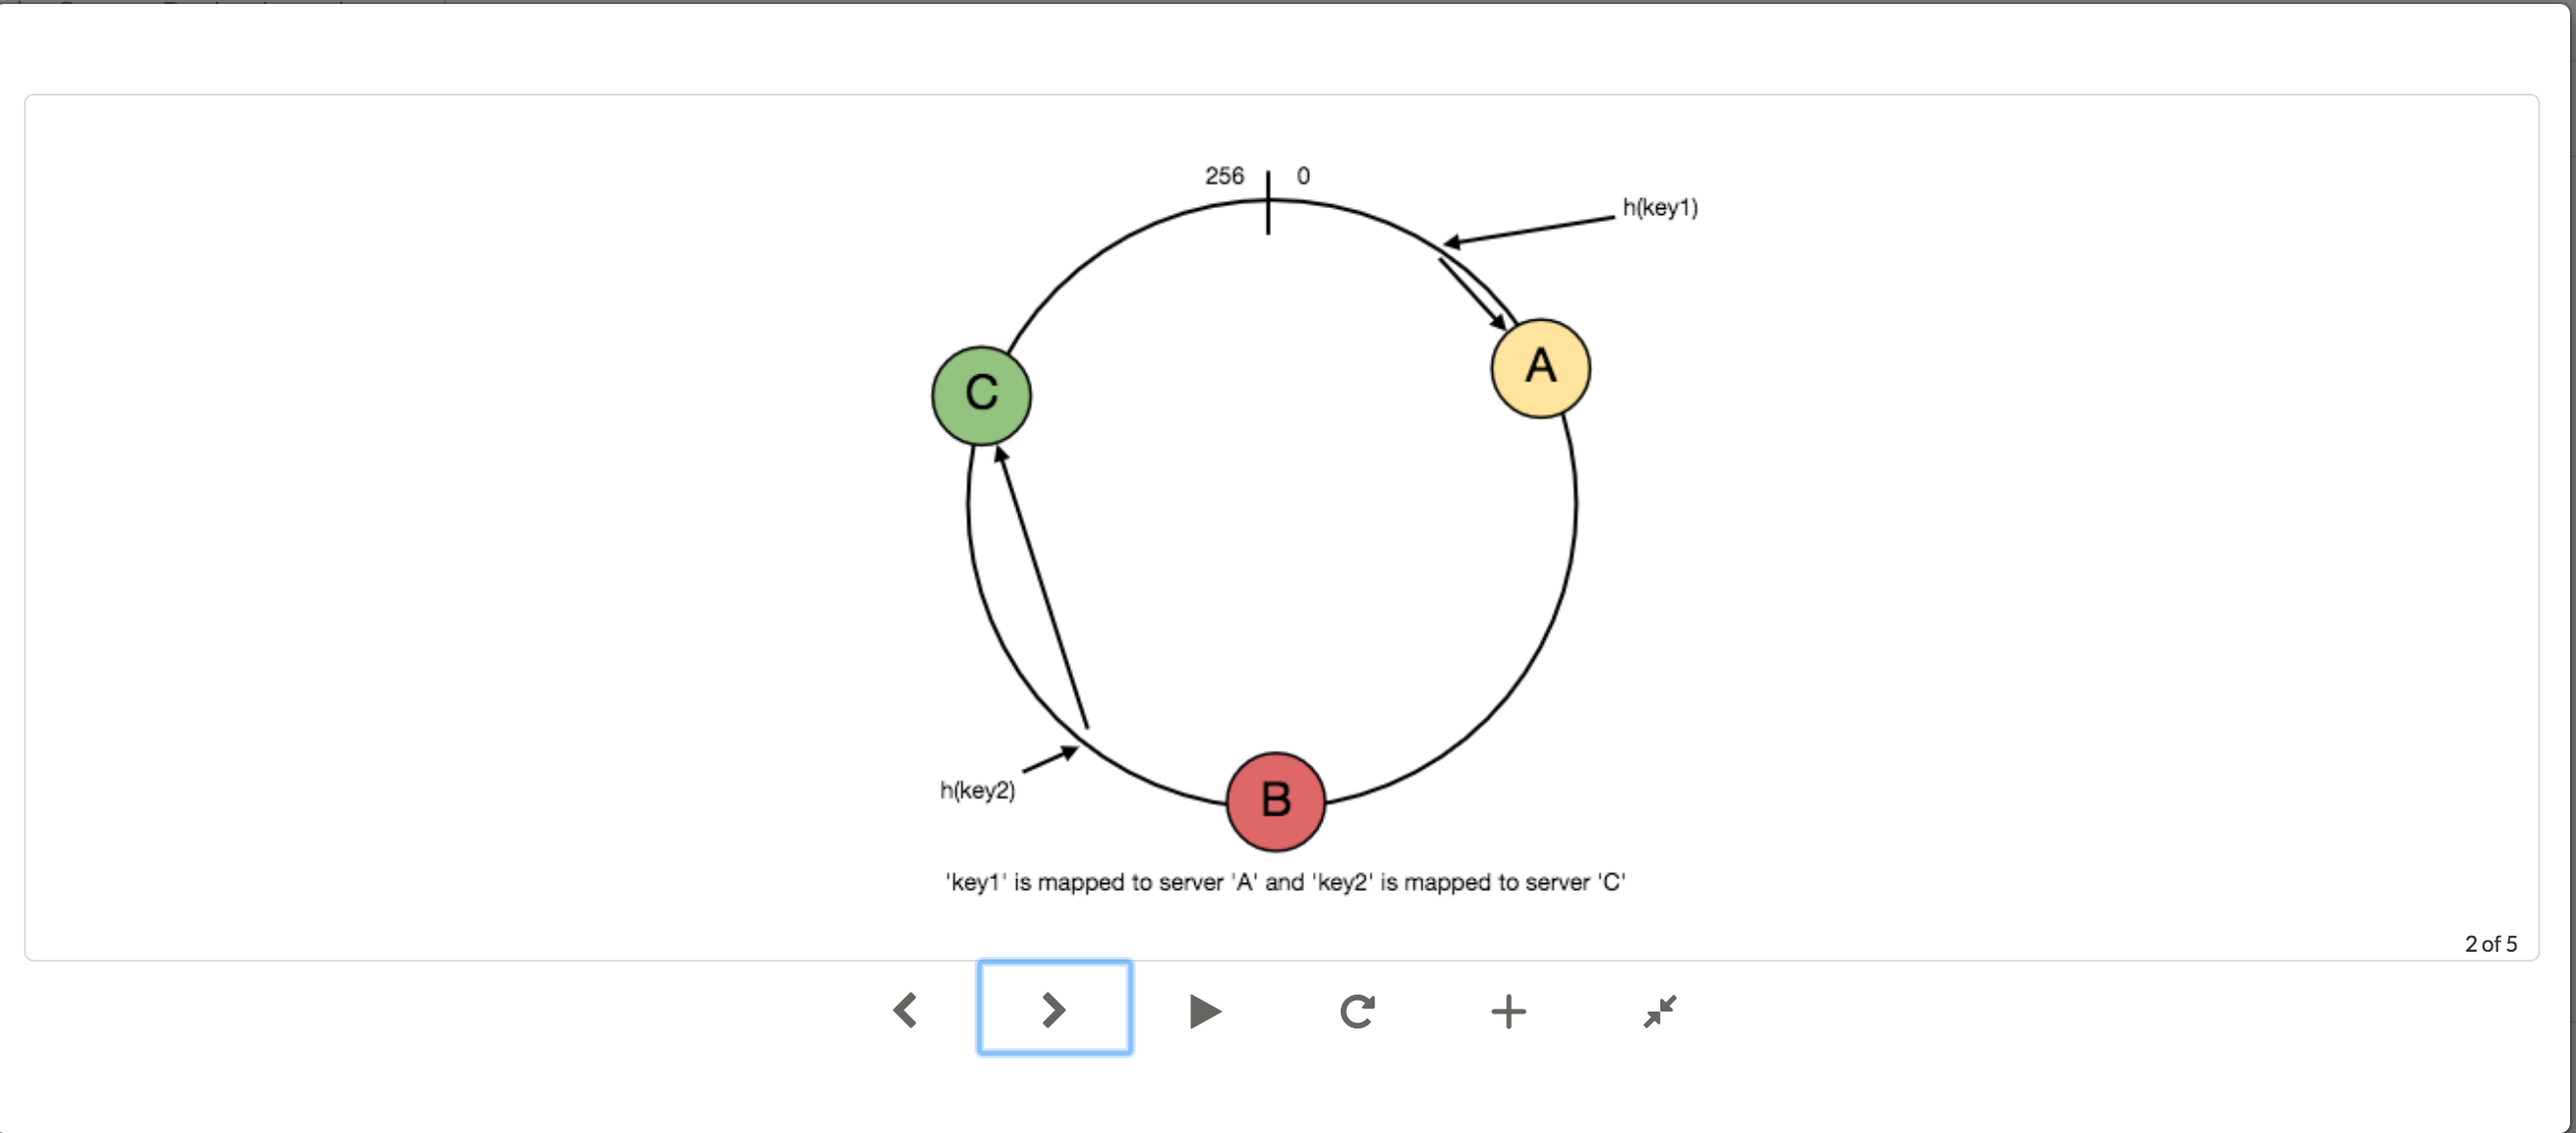 256 0
h(key1)
A
C
h(key2)
B
'key1' is mapped to server 'A' and 'key2' is mapped to server 'C'
2 of 5